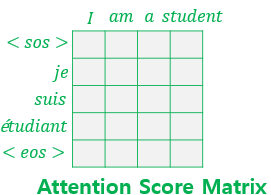 I am a student
< sos >
je
suis
étudiant
< eos >
Attention Score Matrix